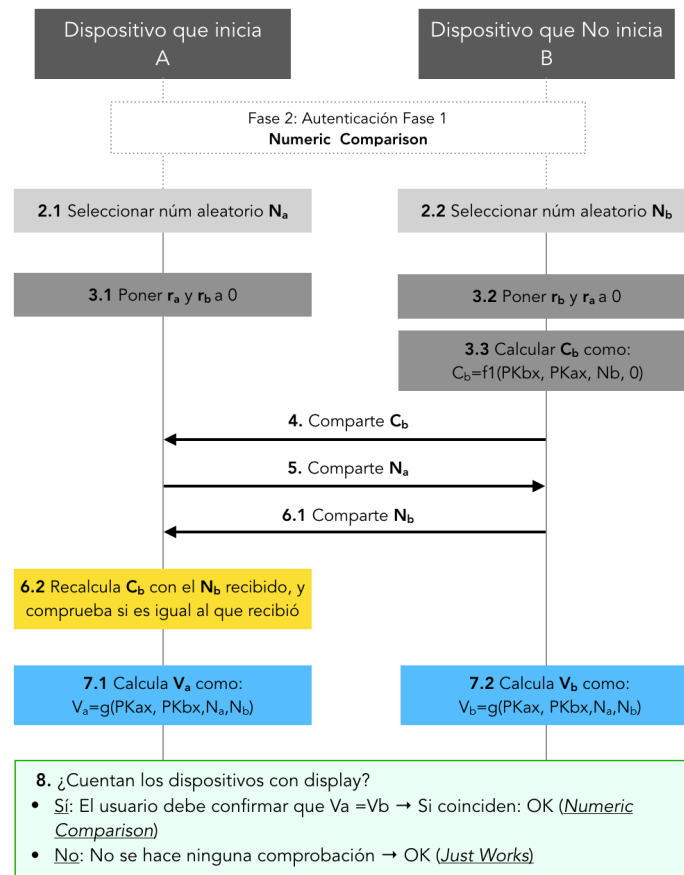 Dispositivo que inicia
A
Dispositivo que No inicia
B
Fase 2: Autenticación Fase 1
Numeric Comparison
2.1 Seleccionar núm aleatorio Na
2.2 Seleccionar núm aleatorio Nb
3.1 Poner ra y rb a 0
3.2 Poner rb y ra a 0
3.3 Calcular Cb como:
Cb=f1(PKbx, PKax, Nb, 0)
4. Comparte Cb
5. Comparte Na
6.1 Comparte Nb
6.2 Recalcula Cb con el Nb recibido, y
comprueba si es igual al que recibió
7.1 Calcula Va como:
Va=g(PKax, PKbx,Na,Nb)
7.2 Calcula Vb como:
Vb=g(PKax, PKbx,Na,Nb)
8. ¿Cuentan los dispositivos con display?
• Sí: El usuario debe confirmar que Va =Vb → Si coinciden: OK (Numeric
Comparison)
• No: No se hace ninguna comprobación → OK (Just Works)